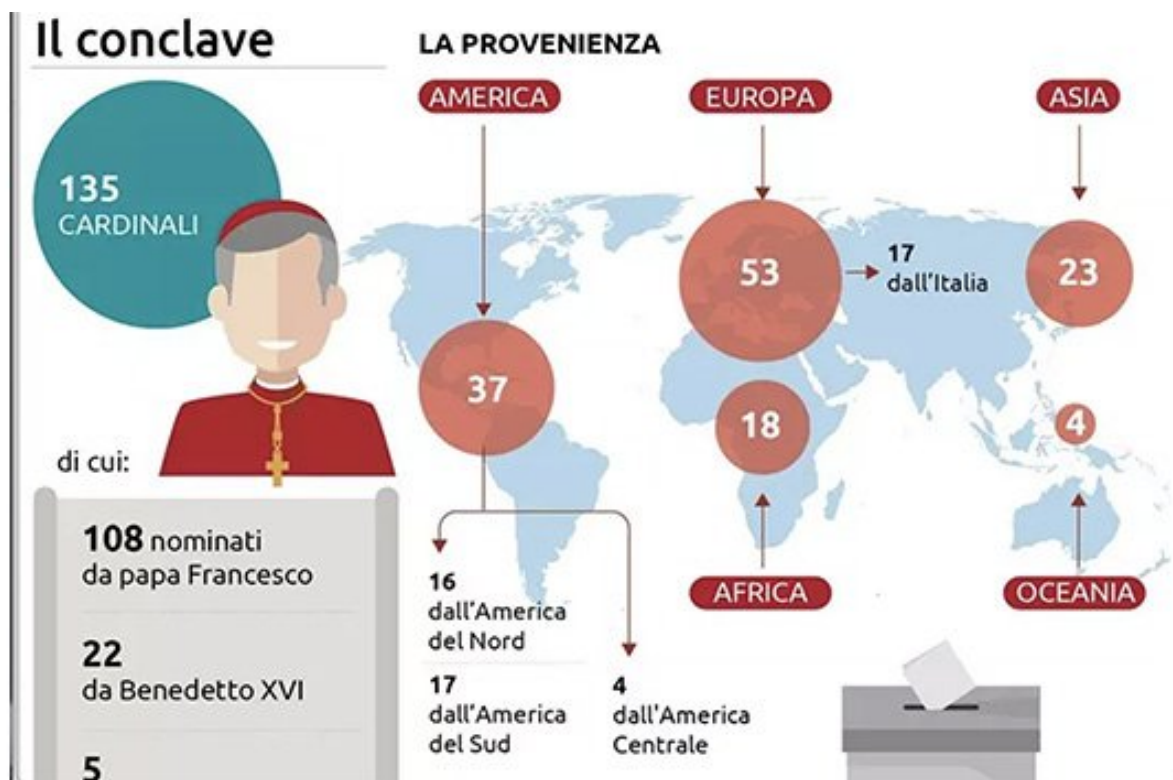 Il conclave
135
CARDINALI
di cui:
108 nominati
da papa Francesco
22
da Benedetto XVI
5
LA PROVENIENZA
AMERICA
EUROPA
ASIA
53
17
dall'Italia
23
37
18
4
AFRICA
OCEANIA
16
dall'America
del Nord
17
dall'America
del Sud
4
dall'America
Centrale